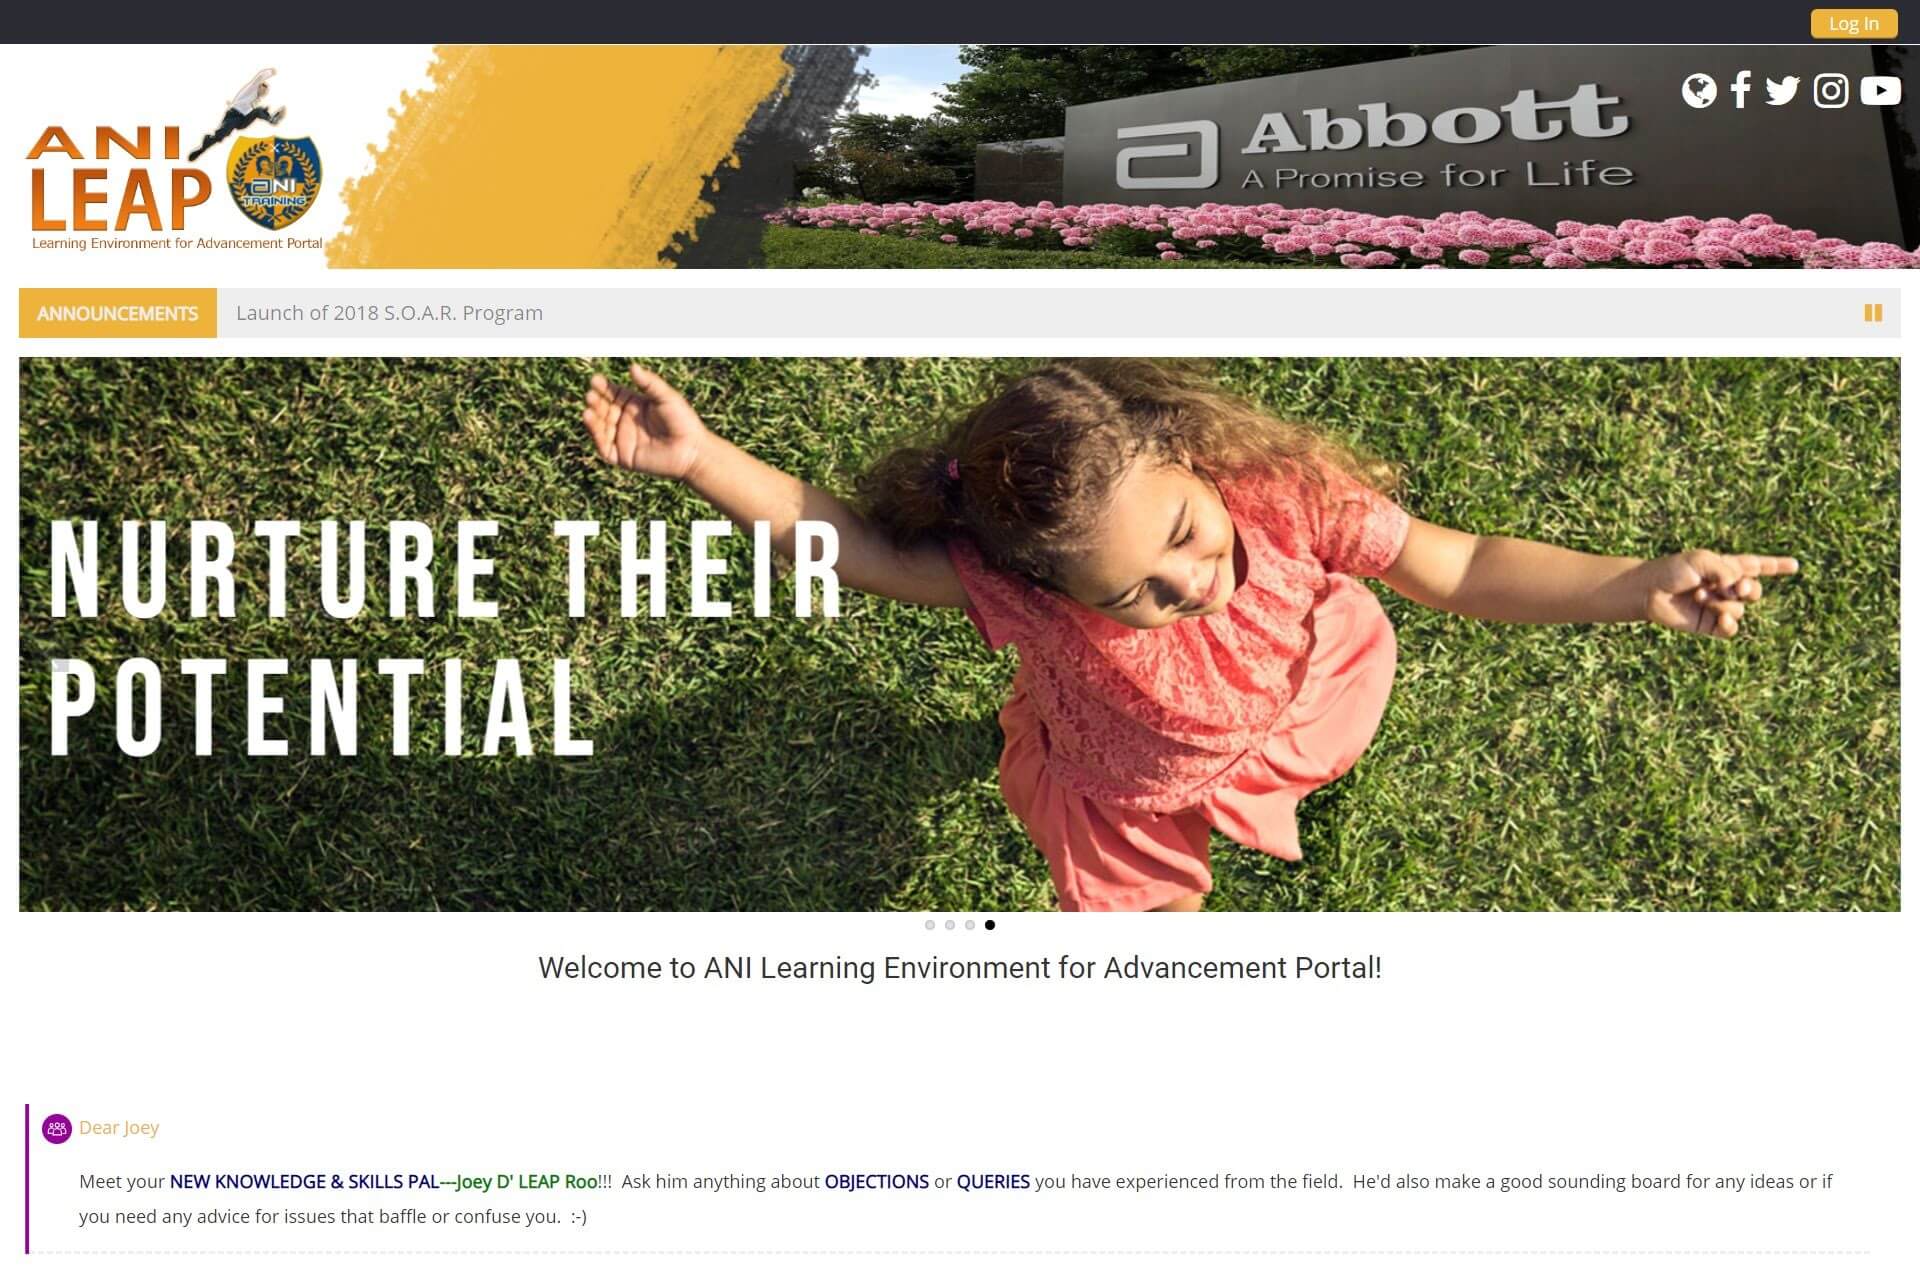 Log In
ANI
LEAP
ANI
TRAINING
Learning Environment for Advancement Portal
Abbott
A Promise for Life
ANNOUNCEMENTS
Launch of 2018 S.O.A.R. Program
NURTURE THEIR
POTENTIAL
Welcome to ANI Learning Environment for Advancement Portal!
Dear Joey
Meet your NEW KNOWLEDGE & SKILLS PAL---Joey D' LEAP Roo!!!  Ask him anything about OBJECTIONS or QUERIES you have experienced from the field.  He'd also make a good sounding board for any ideas or if
you need any advice for issues that baffle or confuse you.  :-)